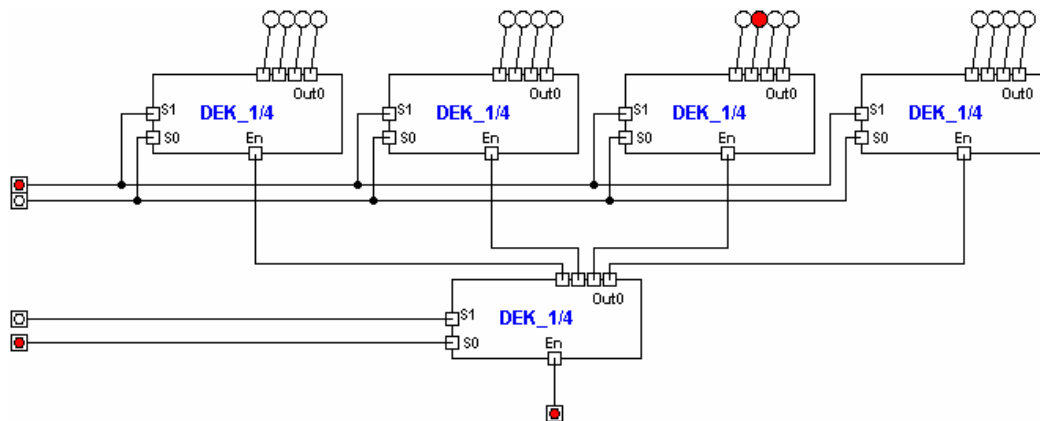 Out0 Out0 Out0 Out0
S1 DEK_1/4 S1 DEK_1/4 S1 DEK_1/4 S1 DEK_1/4
S0 En S0 En S0 En S0 En
Out0
S1 DEK_1/4
S0 En